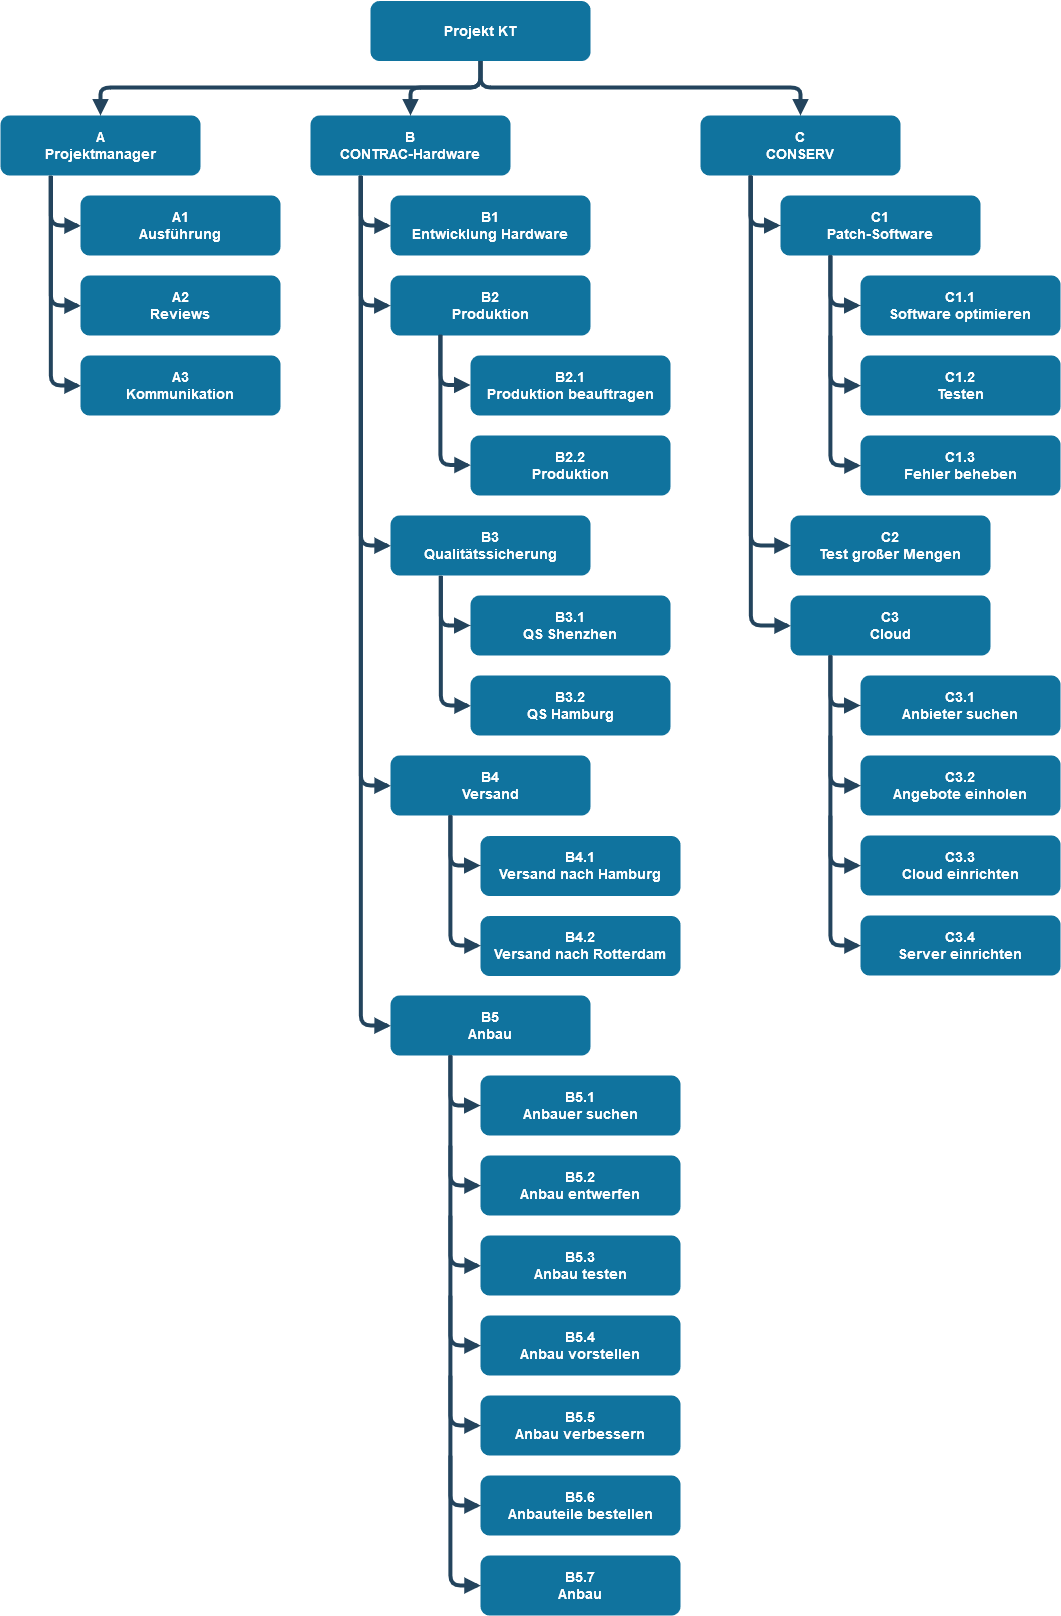 Projekt KT
A
Projektmanager
A1
Ausführung
A2
Reviews
A3
Kommunikation
B
CONTRAC-Hardware
B1
Entwicklung Hardware
B2
Produktion
B2.1
Produktion beauftragen
B2.2
Produktion
B3
Qualitätssicherung
B3.1
QS Shenzhen
B3.2
QS Hamburg
B4
Versand
B4.1
Versand nach Hamburg
B4.2
Versand nach Rotterdam
B5
Anbau
B5.1
Anbauer suchen
B5.2
Anbau entwerfen
B5.3
Anbau testen
B5.4
Anbau vorstellen
B5.5
Anbau verbessern
B5.6
Anbauteile bestellen
B5.7
Anbau
C
CONSERV
C1
Patch-Software
C1.1
Software optimieren
C1.2
Testen
C1.3
Fehler beheben
C2
Test großer Mengen
C3
Cloud
C3.1
Anbieter suchen
C3.2
Angebote einholen
C3.3
Cloud einrichten
C3.4
Server einrichten